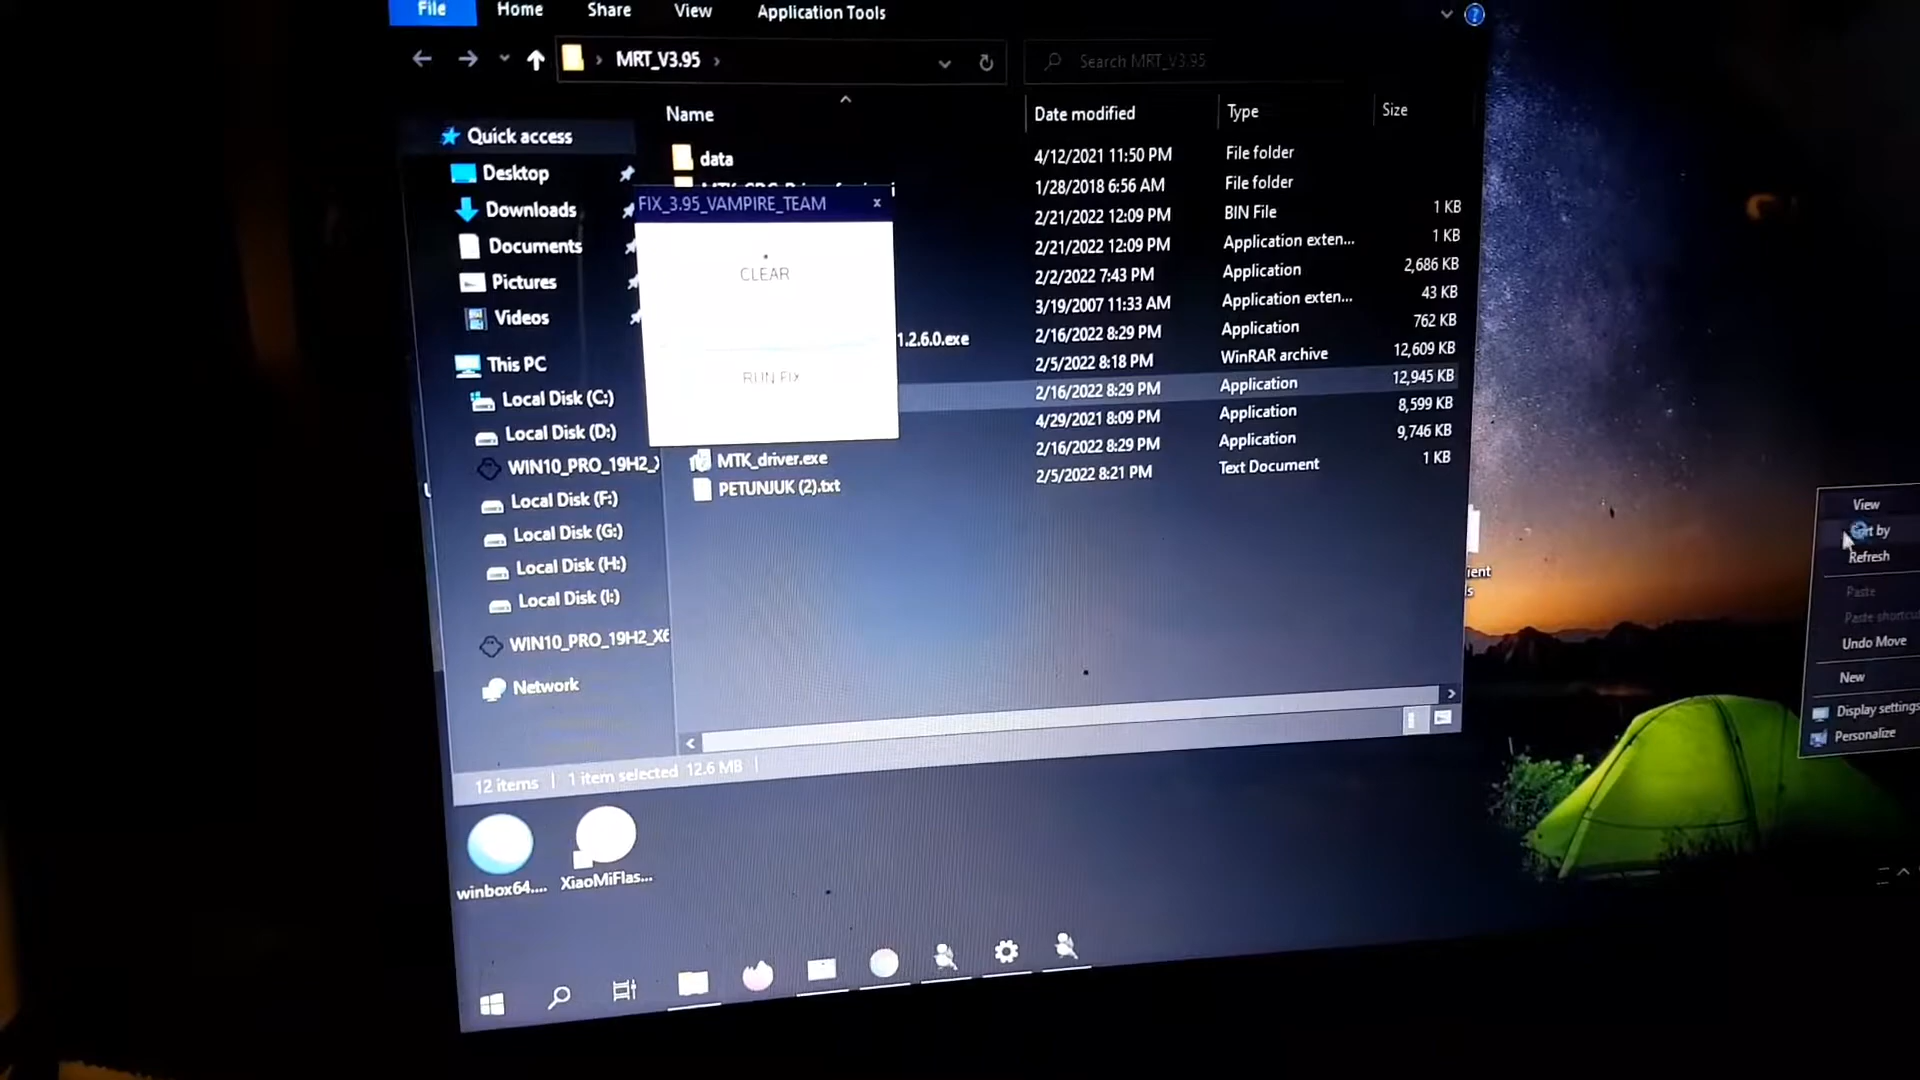 File Home Share View Application Tools
MRT_V3.95
Search MRT_V3.95
Name Date modified Type Size
Quick access
Desktop
Downloads
Documents
Pictures
Videos
This PC
Local Disk (C:)
Local Disk (D:)
WIN10_PRO_19H2_X
Local Disk (F:)
Local Disk (G:)
Local Disk (H:)
Local Disk (I:)
WIN10_PRO_19H2_X6
Network
data 4/12/2021 11:50 PM File folder
1/28/2018 6:56 AM File folder
2/21/2022 12:09 PM BIN File 1 KB
2/21/2022 12:09 PM Application exten... 1 KB
2/2/2022 7:43 PM Application 2,686 KB
3/19/2007 11:33 AM Application exten... 43 KB
1.2.6.0.exe 2/16/2022 8:29 PM Application 762 KB
2/5/2022 8:18 PM WinRAR archive 12,609 KB
2/16/2022 8:29 PM Application 12,945 KB
4/29/2021 8:09 PM Application 8,599 KB
MTK_driver.exe 2/16/2022 8:29 PM Application 9,746 KB
PETUNJUK (2).txt 2/5/2022 8:21 PM Text Document 1 KB
FIX_3.95_VAMPIRE_TEAM x
CLEAR
RUN FIX
12 items 1 item selected 12.6 MB
winbox64.... XiaoMiFlas...
View
Sort by
Refresh
Paste
Paste shortcu
Undo Move
New
Display settings
Personalize